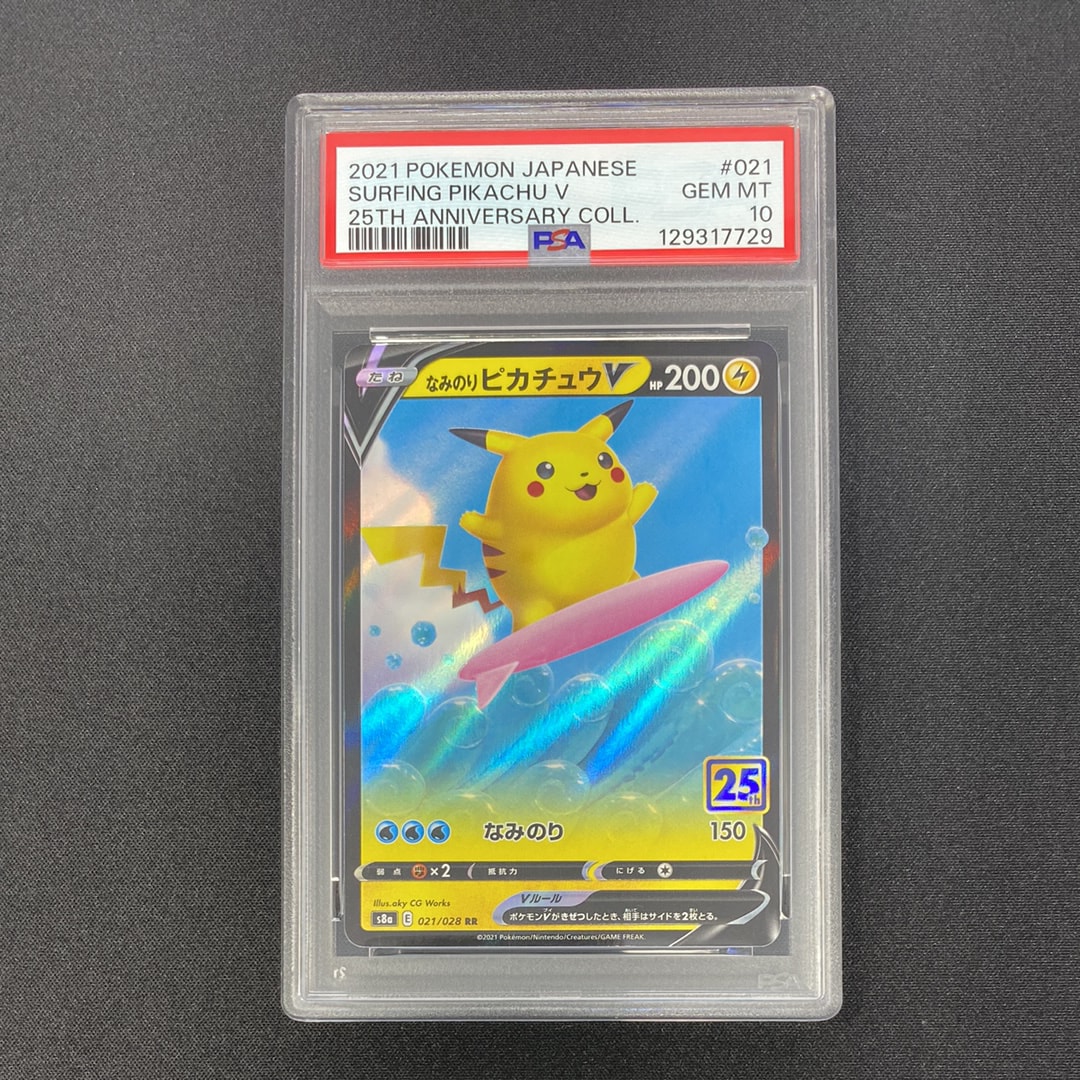 2021 POKEMON JAPANESE #021
SURFING PIKACHU V GEM MT
25TH ANNIVERSARY COLL. 10
PSA 129317729
たね なみのりピカチュウV HP 200
25th
なみのり 150
弱点 ×2 抵抗力 にげる
Illus.aky CG Works Vルール
ポケモンVがきぜつしたとき、相手はサイドを2枚とる。
s8a E 021/028 RR
©2021 Pokémon/Nintendo/Creatures/GAME FREAK
PSA